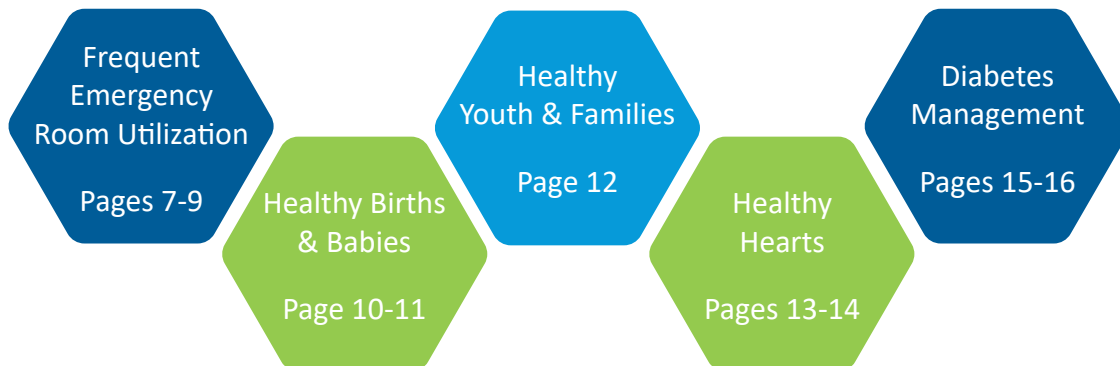 Frequent
Emergency
Room Utilization
Pages 7-9
Healthy Births
& Babies
Page 10-11
Healthy
Youth & Families
Page 12
Healthy
Hearts
Pages 13-14
Diabetes
Management
Pages 15-16